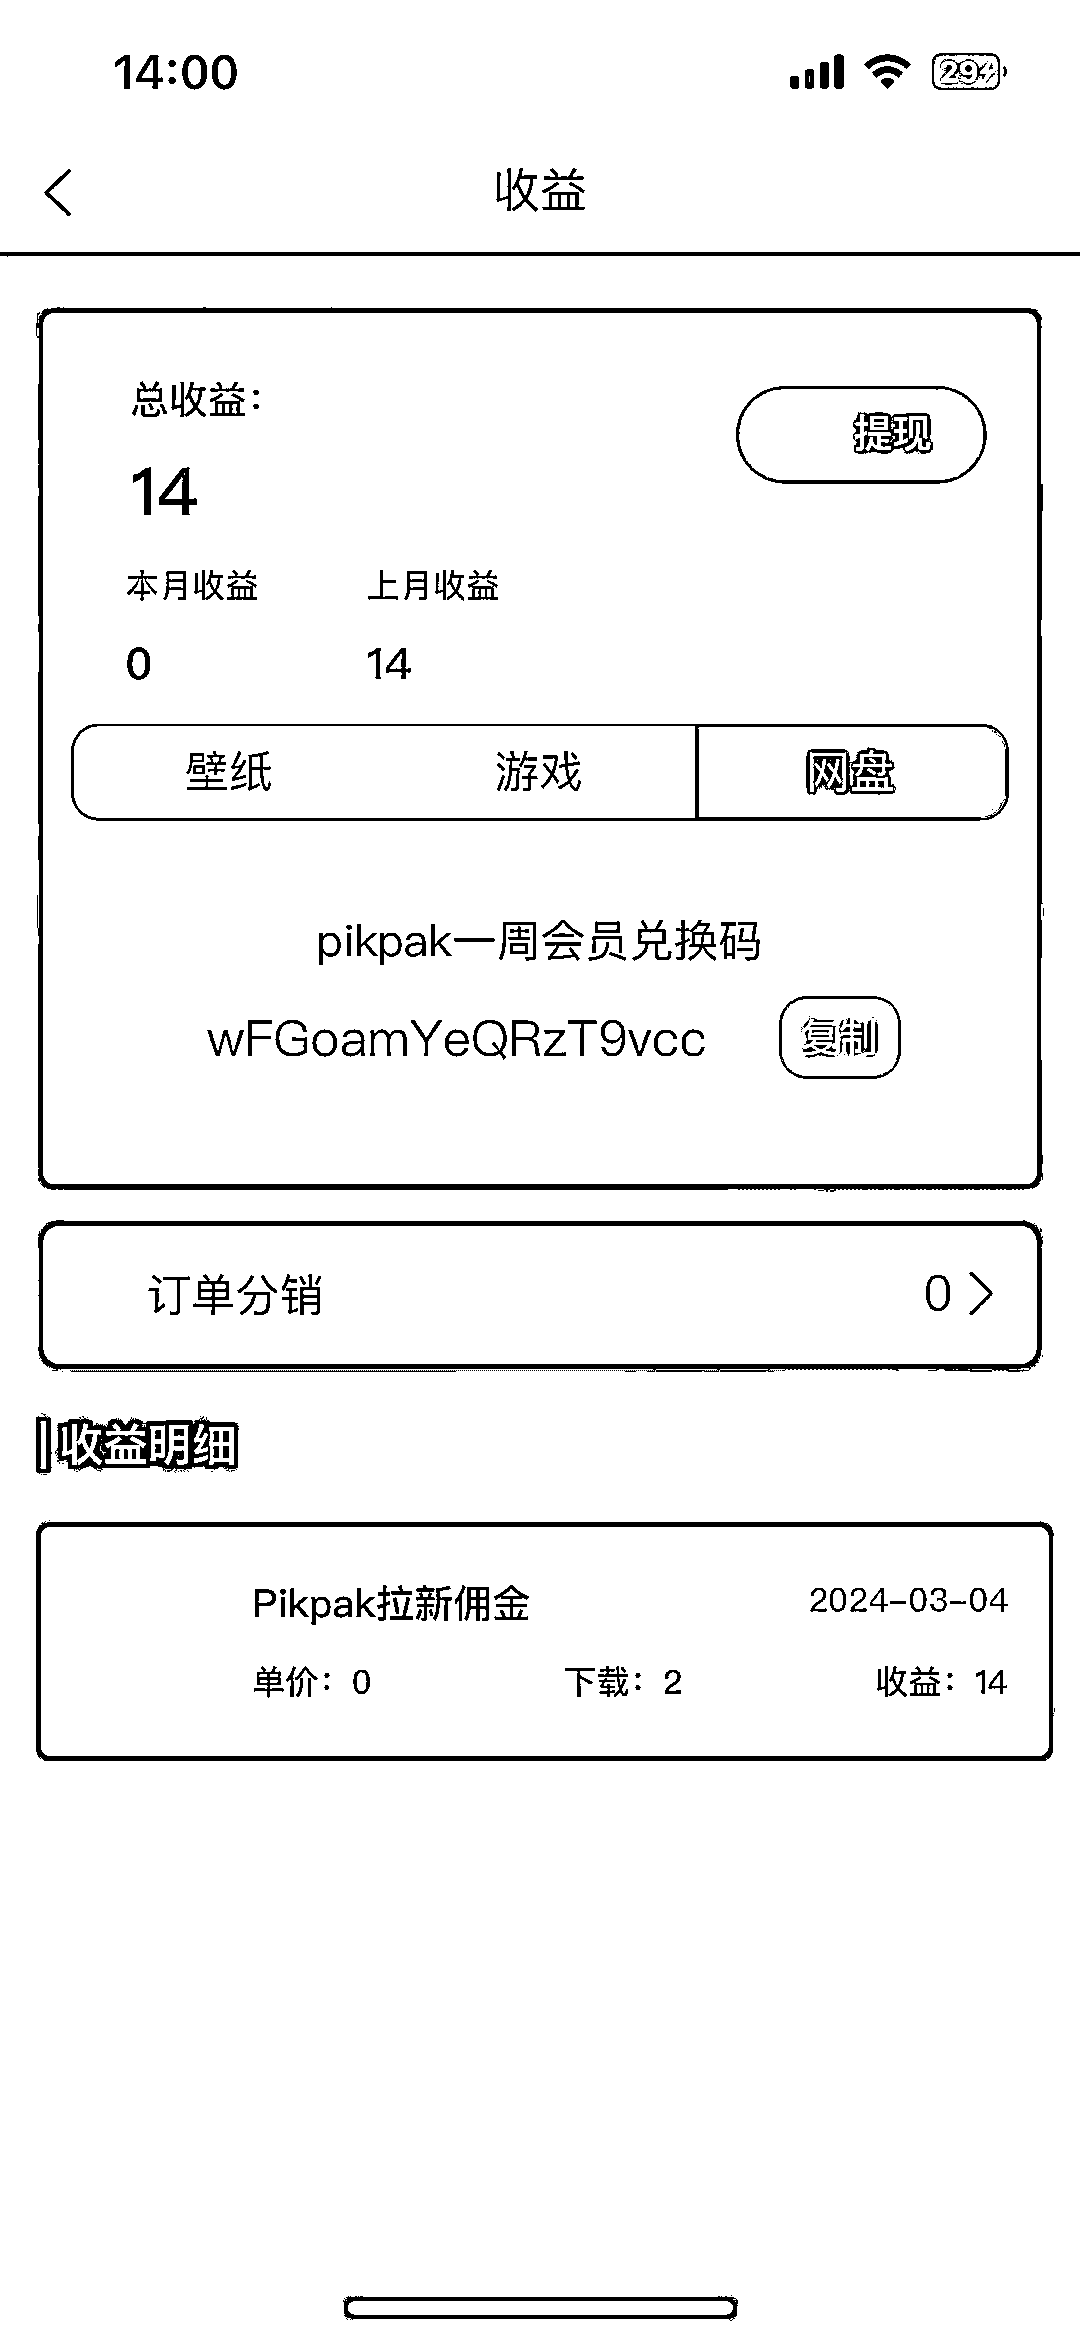 14:00
29
收益
总收益：
提现
14
本月收益 上月收益
0 14
壁纸 游戏 网盘
pikpak一周会员兑换码
wFGoamYeQRzT9vcc 复制
订单分销 0
收益明细
Pikpak拉新佣金 2024-03-04
单价：0 下载：2 收益：14